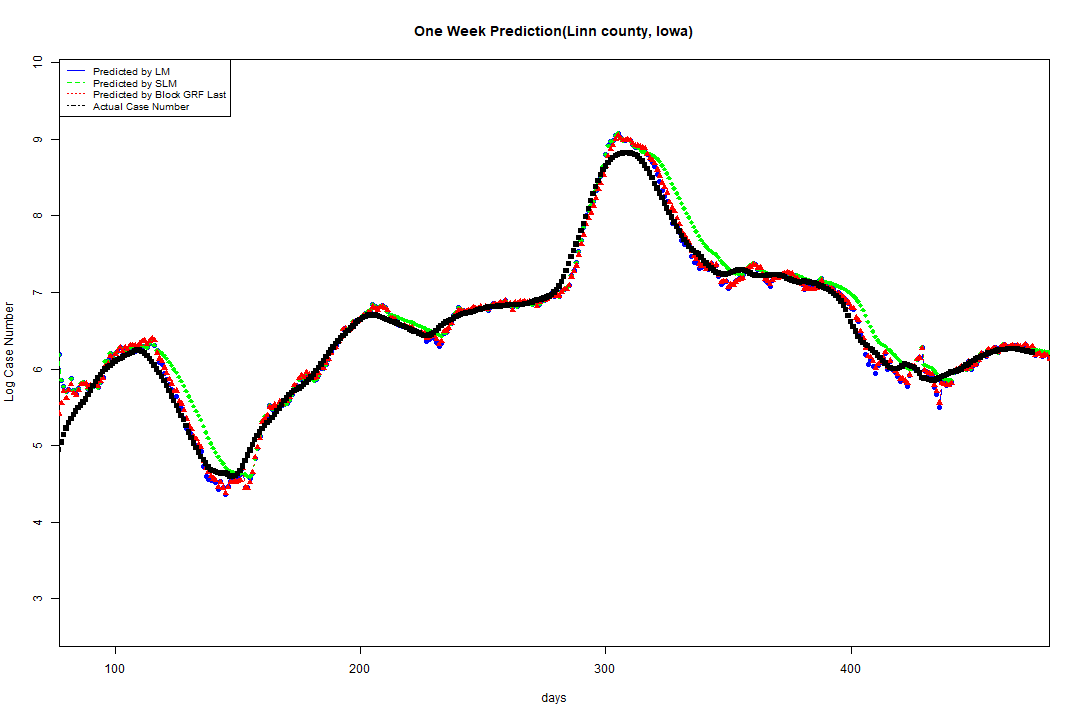 One Week Prediction(Linn county, Iowa)
Predicted by LM
Predicted by SLM
Predicted by Block GRF Last
Actual Case Number
10
9
8
7
6
5
4
3
Log Case Number
100 200 300 400
days